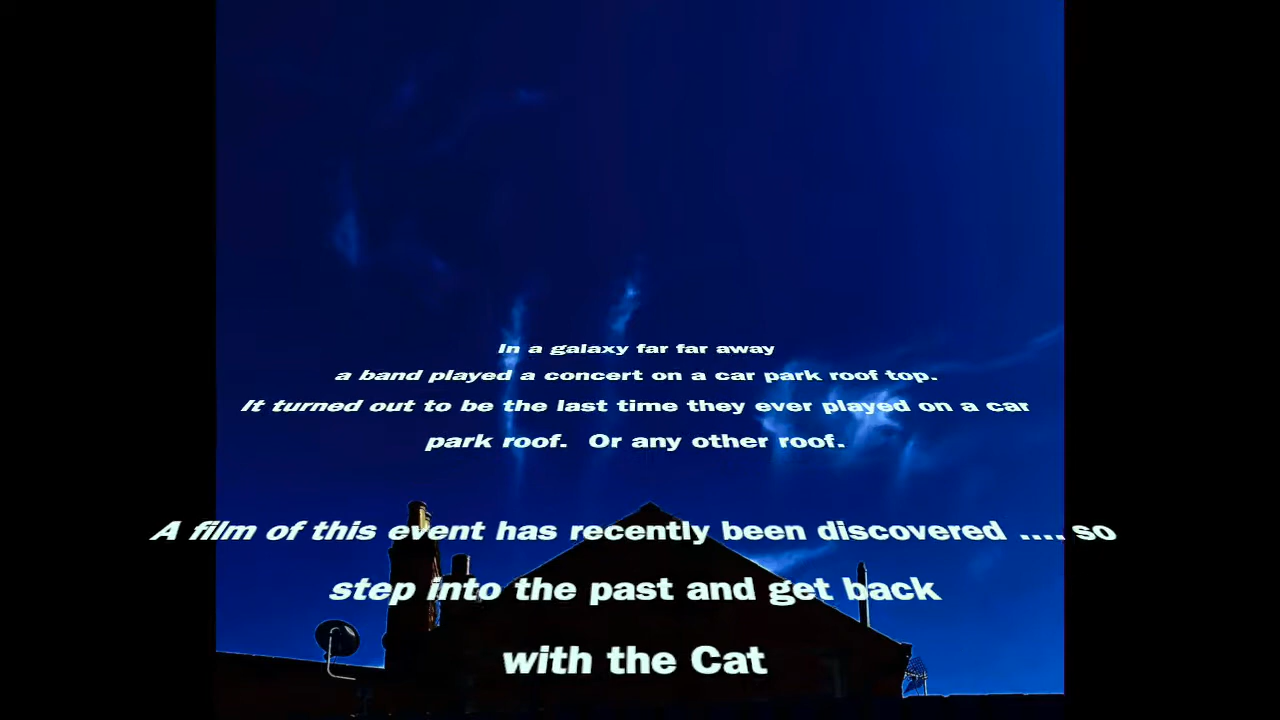 In a galaxy far far away
a band played a concert on a car park roof top.
It turned out to be the last time they ever played on a car
park roof.  Or any other roof.
A film of this event has recently been discovered .... so
step into the past and get back
with the Cat